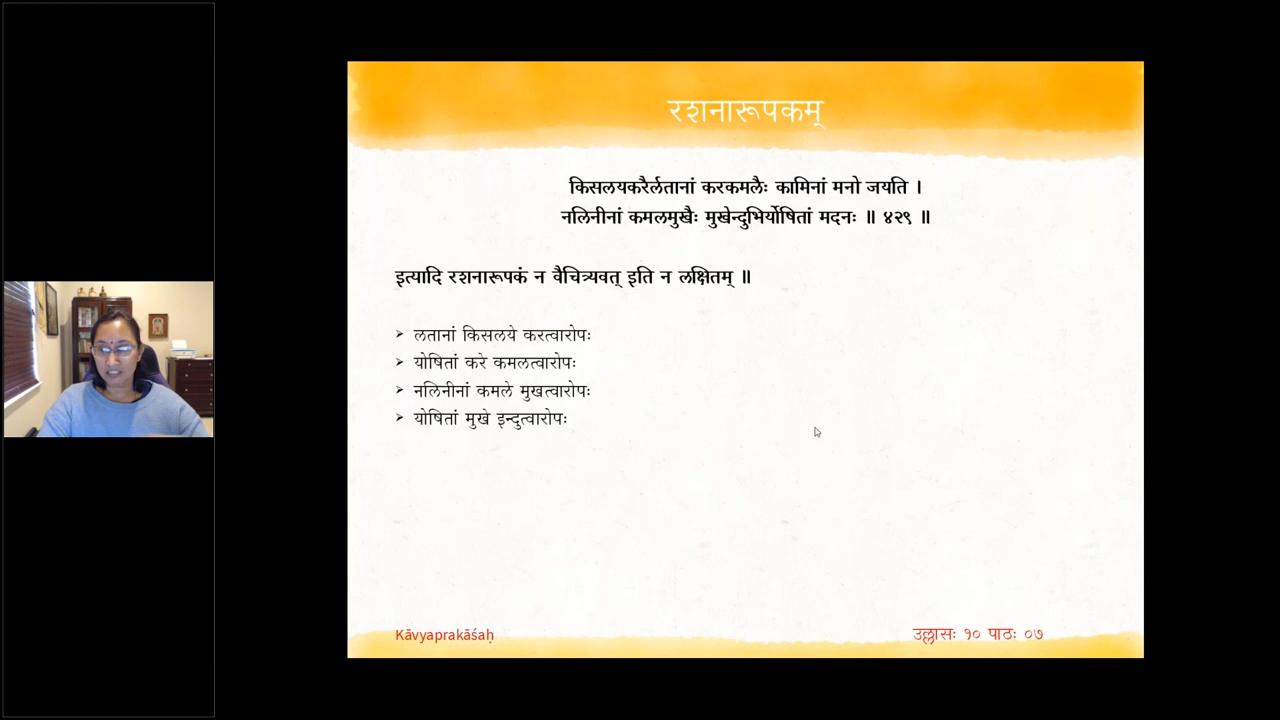 रशनारूपकम्
किसलयकरैर्लतानां करकमलैः कामिनां मनो जयति ।
नलिनीनां कमलमुखैः मुखेन्दुभिर्योषितां मदनः ॥ ४२९ ॥
इत्यादि रशनारूपकं न वैचित्र्यवत् इति न लक्षितम् ॥
➢ लतानां किसलये करत्वारोपः
➢ योषितां करे कमलत्वारोपः
➢ नलिनीनां कमले मुखत्वारोपः
➢ योषितां मुखे इन्दुत्वारोपः
Kāvyaprakāśaḥ
उल्लासः १० पाठः ०७